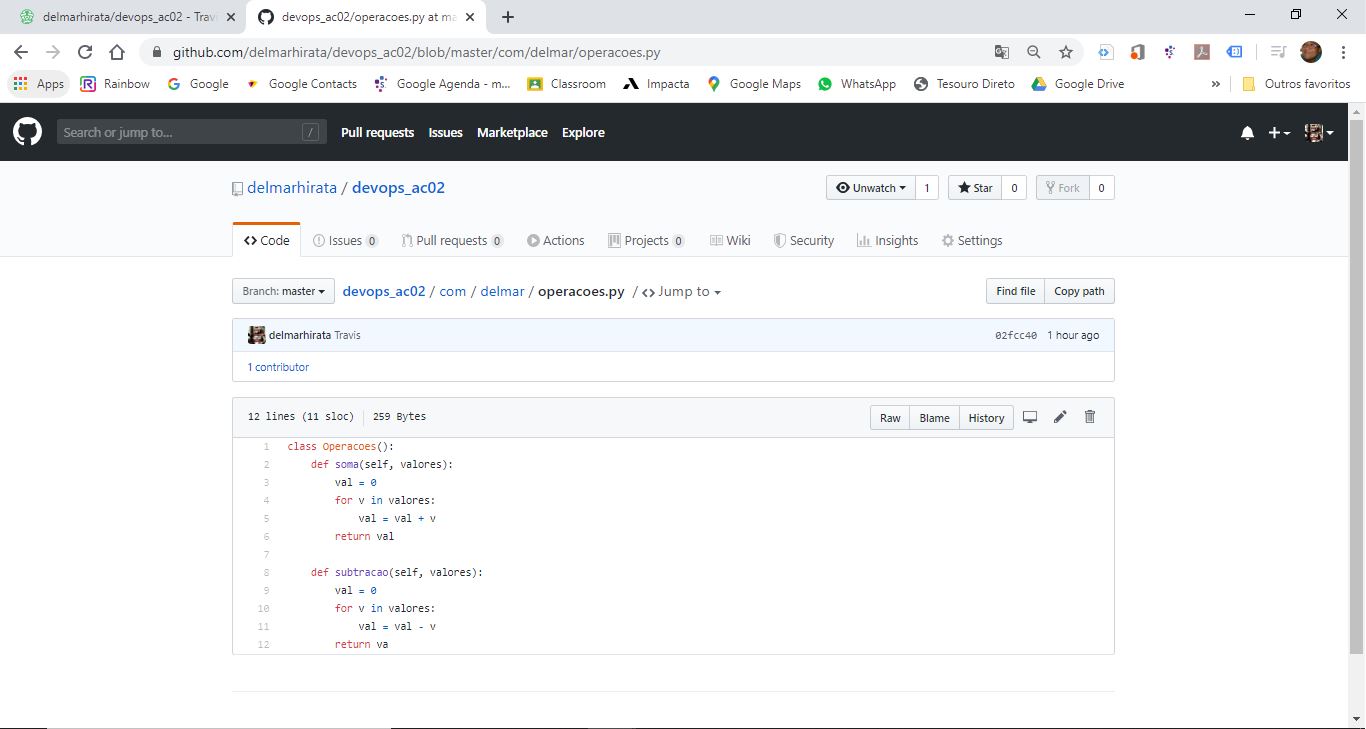 delmarhirata/devops_ac02 - Trav
devops_ac02/operacoes.py at ma
github.com/delmarhirata/devops_ac02/blob/master/com/delmar/operacoes.py
Apps Rainbow Google Google Contacts Google Agenda - m... Classroom Impacta Google Maps WhatsApp Tesouro Direto Google Drive » Outros favoritos
Search or jump to... / Pull requests Issues Marketplace Explore
delmarhirata / devops_ac02 Unwatch 1 Star 0 Fork 0
Code Issues 0 Pull requests 0 Actions Projects 0 Wiki Security Insights Settings
Branch: master devops_ac02 / com / delmar / operacoes.py / <> Jump to Find file Copy path
delmarhirata Travis 02fcc40 1 hour ago
1 contributor
12 lines (11 sloc) 259 Bytes Raw Blame History
1 class Operacoes():
2     def soma(self, valores):
3         val = 0
4         for v in valores:
5             val = val + v
6         return val
7
8     def subtracao(self, valores):
9         val = 0
10         for v in valores:
11             val = val - v
12         return va